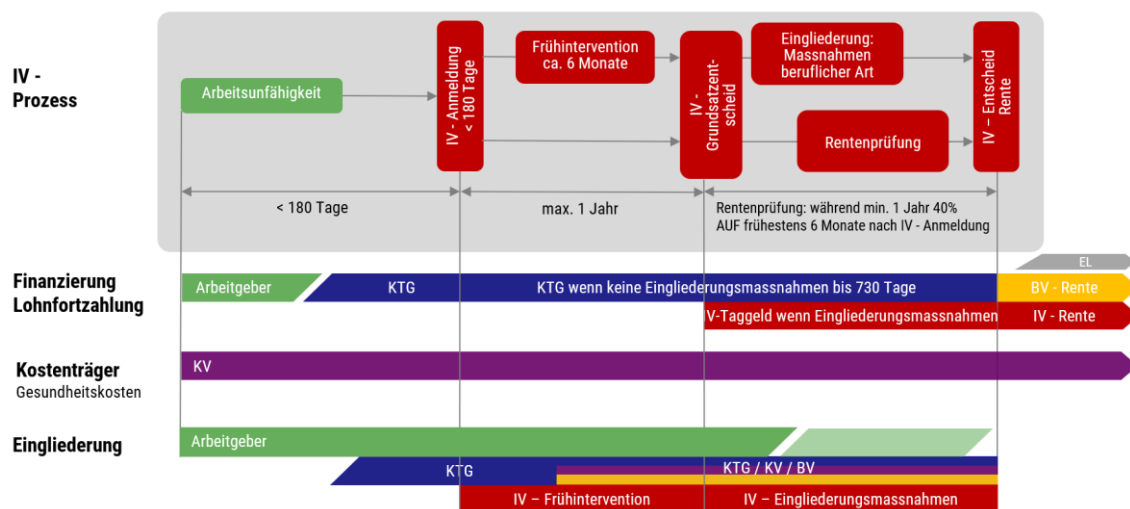 IV -
Prozess
Arbeitsunfähigkeit
IV - Anmeldung
< 180 Tage
Frühintervention
ca. 6 Monate
IV -
Grundsatzent-
scheid
Eingliederung:
Massnahmen
beruflicher Art
Rentenprüfung
IV – Entscheid
Rente
< 180 Tage
max. 1 Jahr
Rentenprüfung: während min. 1 Jahr 40%
AUF frühestens 6 Monate nach IV - Anmeldung
Finanzierung
Lohnfortzahlung
EL
Arbeitgeber
KTG
KTG wenn keine Eingliederungsmassnahmen bis 730 Tage
BV - Rente
V-Taggeld wenn Eingliederungsmassnahmen
IV - Rente
Kostenträger
Gesundheitskosten
KV
Eingliederung
Arbeitgeber
KTG
KTG / KV / BV
IV – Frühintervention
IV – Eingliederungsmassnahmen